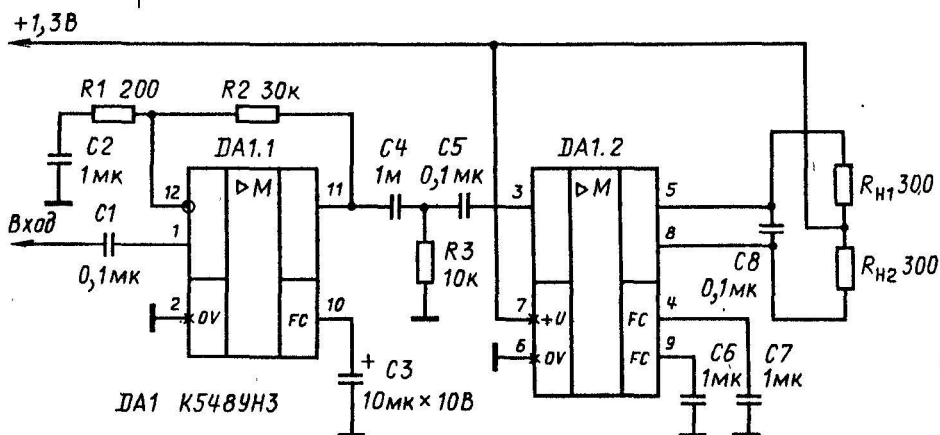 +1,3В
R1 200
R2 30к
C2
1мк
DA1.1
C4
1м
C5
0,1мк
DA1.2
12
▷M
11
3
▷M
5
RН1 300
Вход
C1
0,1мк
1
R3
10к
8
C8
0,1мк
RН2 300
2
0V
10
FC
7
+U
4
FC
6
0V
9
FC
+
C3
10мк×10В
C6
1мк
C7
1мк
DA1 К548УН3